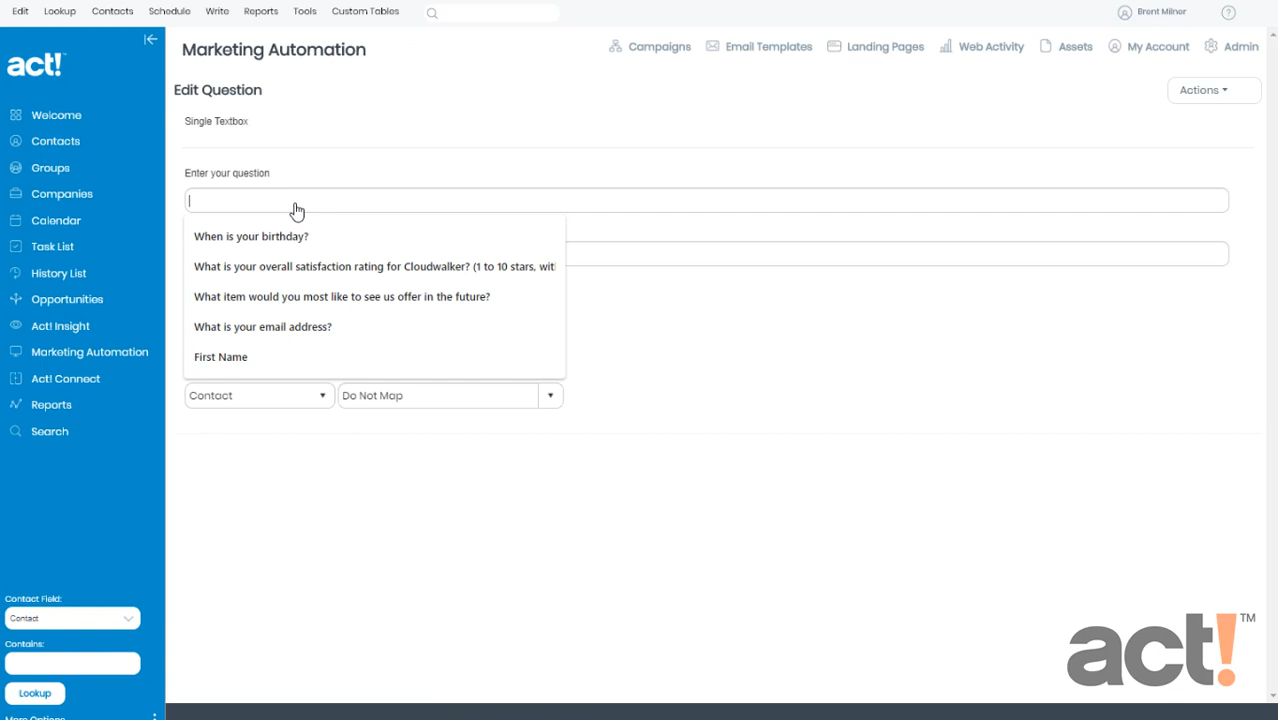 Edit Lookup Contacts Schedule Write Reports Tools Custom Tables Brent Milner ?
act!
Marketing Automation
Campaigns Email Templates Landing Pages Web Activity Assets My Account Admin
Edit Question
Actions
Single Textbox
Enter your question
When is your birthday?
What is your overall satisfaction rating for Cloudwalker? (1 to 10 stars, wit
What item would you most like to see us offer in the future?
What is your email address?
First Name
Contact Do Not Map
Welcome
Contacts
Groups
Companies
Calendar
Task List
History List
Opportunities
Act! Insight
Marketing Automation
Act! Connect
Reports
Search
Contact Field:
Contact
Contains:
Lookup
More Options
act! TM